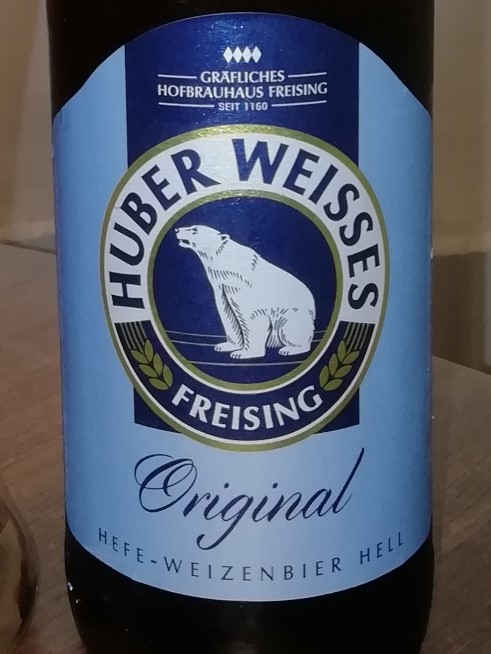 GRÄFLICHES
HOFBRAUHAUS FREISING
SEIT 1160
HUBER WEISSES
FREISING
Original
HEFE-WEIZENBIER HELL